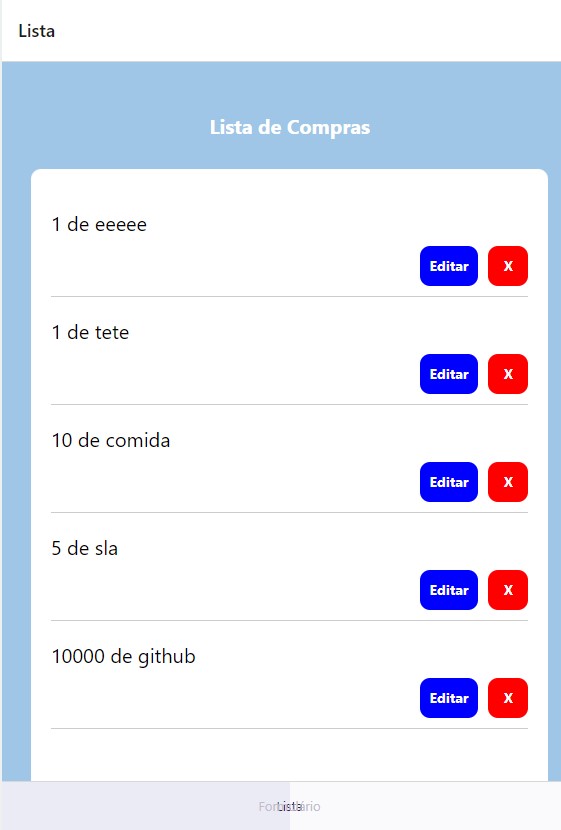 Lista
Lista de Compras
1 de eeeee
Editar X
1 de tete
Editar X
10 de comida
Editar X
5 de sla
Editar X
10000 de github
Editar X
Formulário
Lista